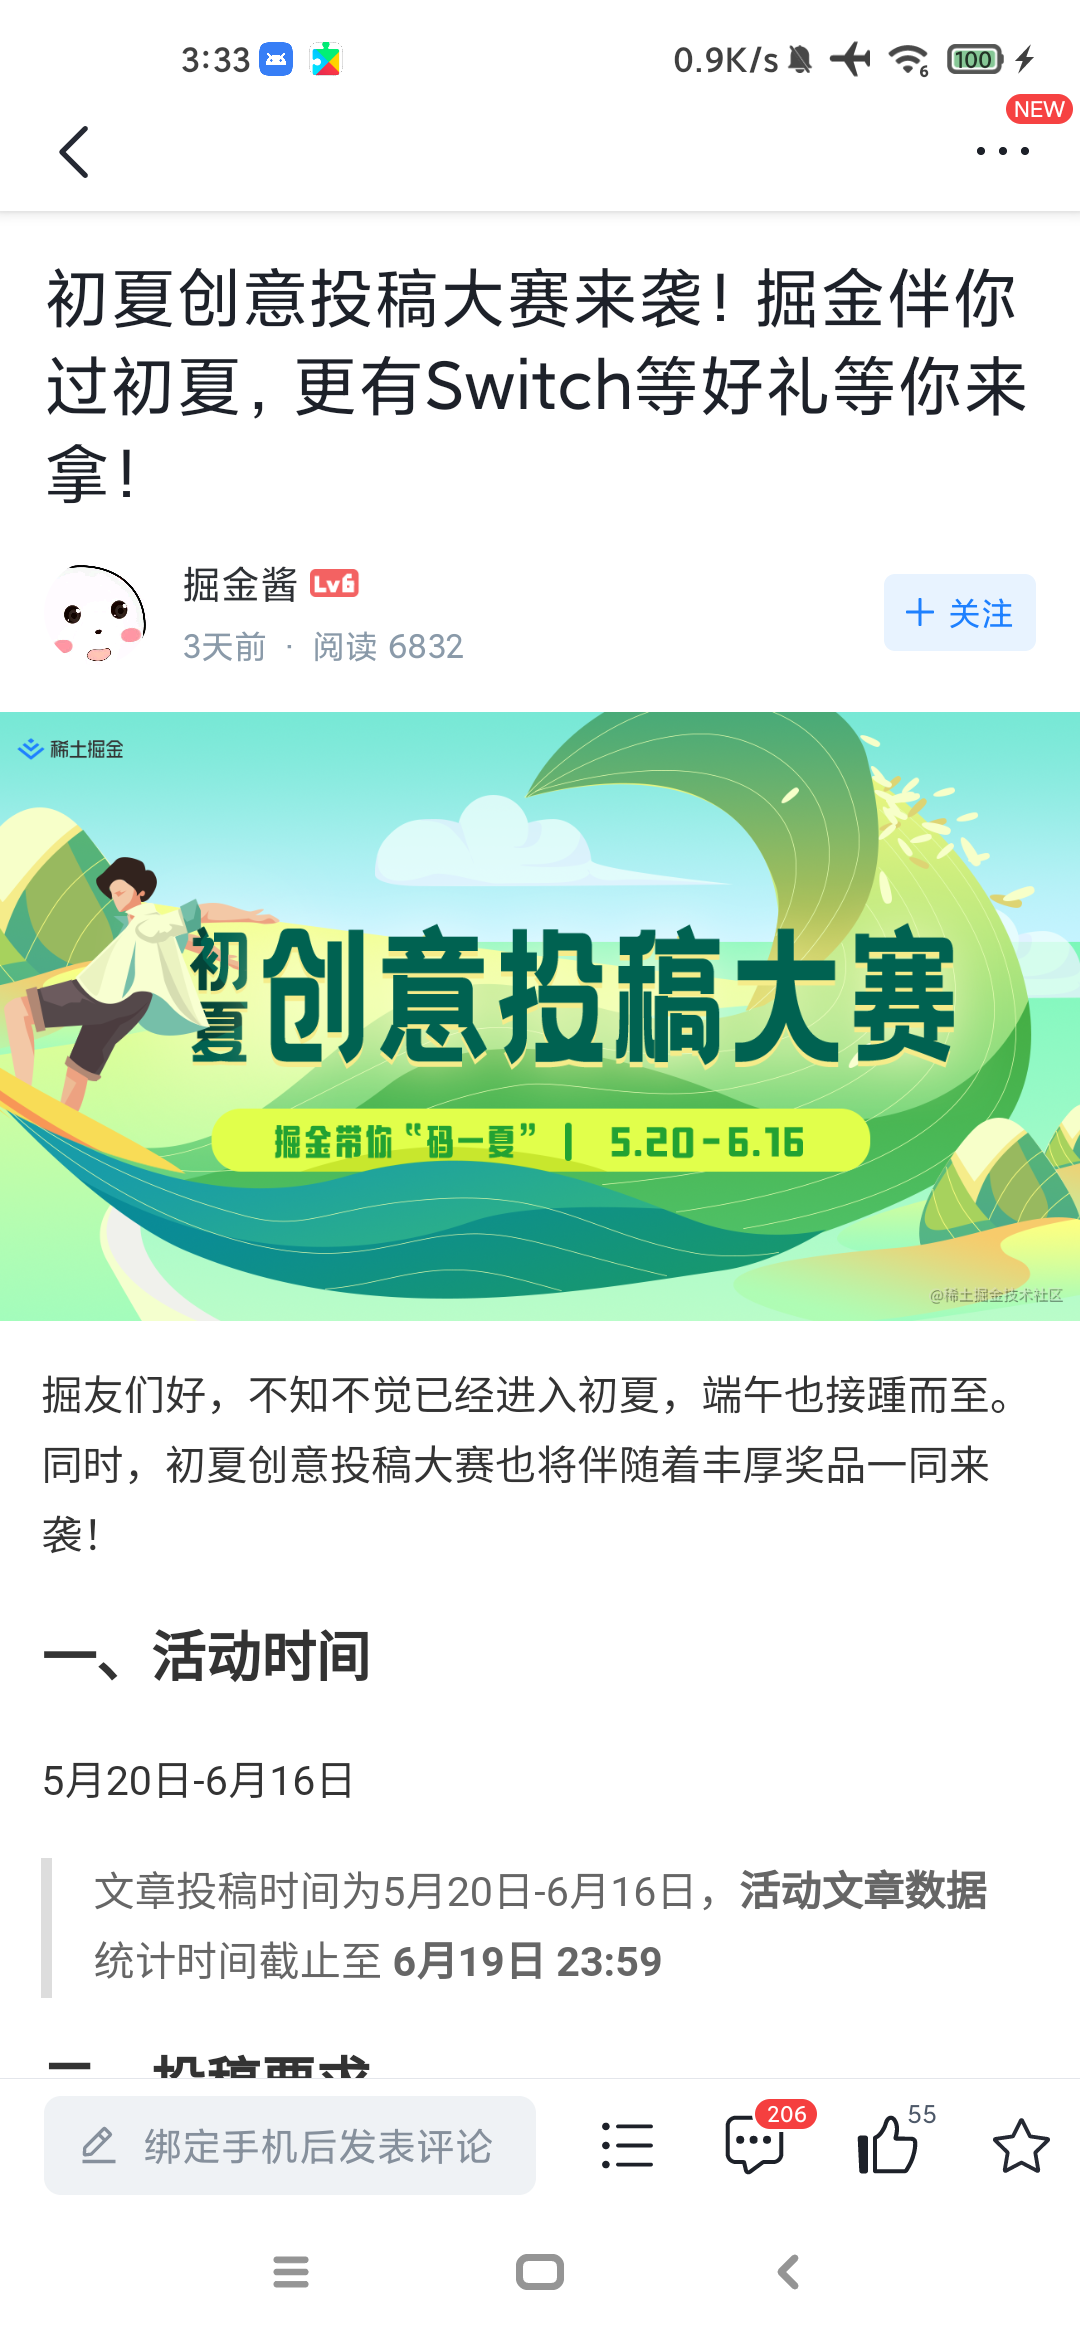 3:33
0.9K/s
6
100
NEW
初夏创意投稿大赛来袭！掘金伴你
过初夏，更有Switch等好礼等你来
拿！
掘金酱 Lv6
3天前 · 阅读 6832
关注
稀土掘金
初夏 创意投稿大赛
掘金带你“码一夏” | 5.20-6.16
@稀土掘金技术社区
掘友们好，不知不觉已经进入初夏，端午也接踵而至。
同时，初夏创意投稿大赛也将伴随着丰厚奖品一同来
袭！
一、活动时间
5月20日-6月16日
文章投稿时间为5月20日-6月16日，活动文章数据
统计时间截止至 6月19日 23:59
二、投稿要求
绑定手机后发表评论
206
55